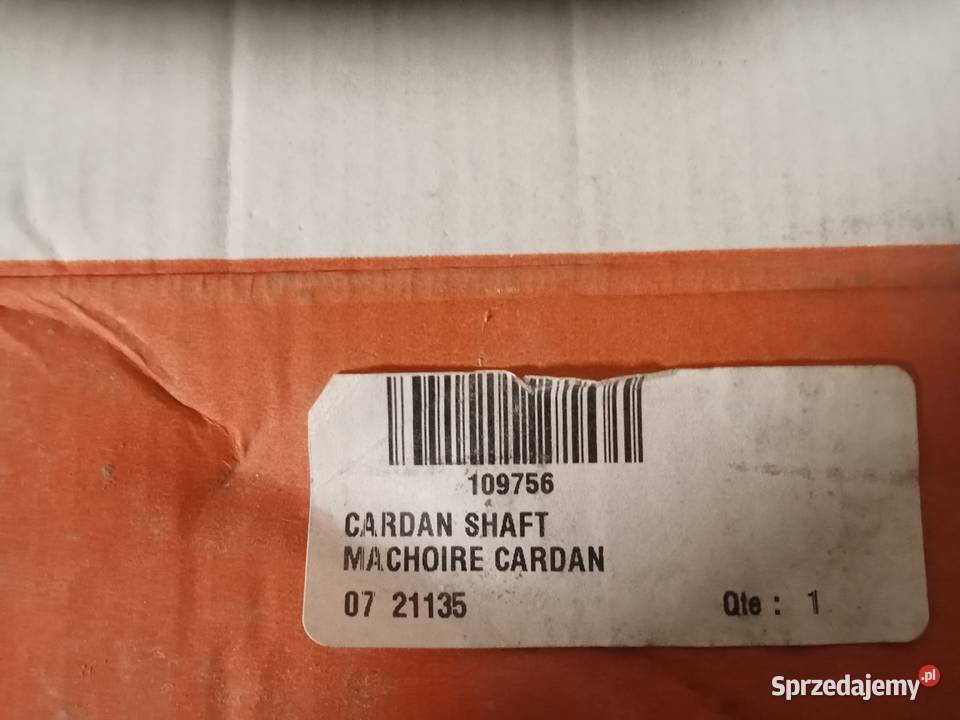 109756
CARDAN SHAFT
MACHOIRE CARDAN
07 21135 Qte : 1
Sprzedajemy.pl